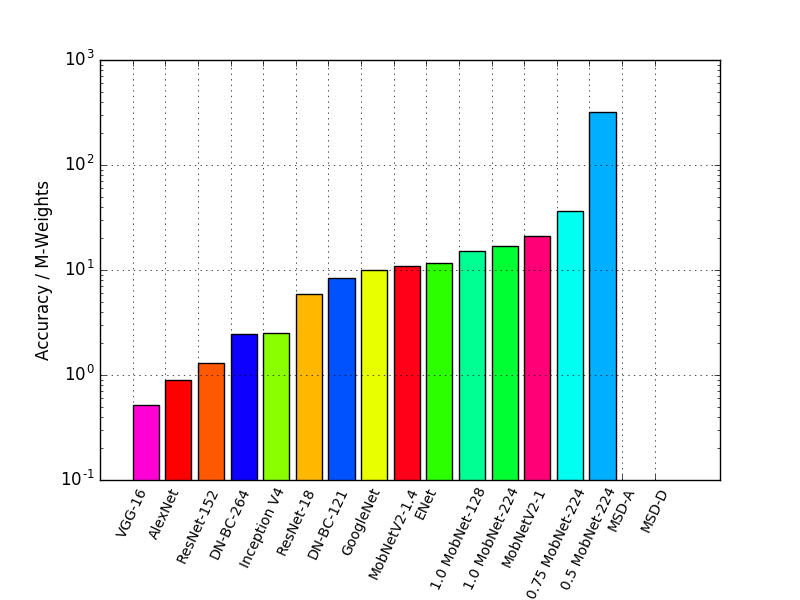 10^3
10^2
10^1
10^0
10^-1
Accuracy / M-Weights
VGG-16
AlexNet
ResNet-152
DN-BC-264
Inception V4
ResNet-18
DN-BC-121
GoogleNet
MobNetV2-1.4
ENet
1.0 MobNet-128
1.0 MobNet-224
MobNetV2-1
0.75 MobNet-224
0.5 MobNet-224
MSD-A
MSD-D